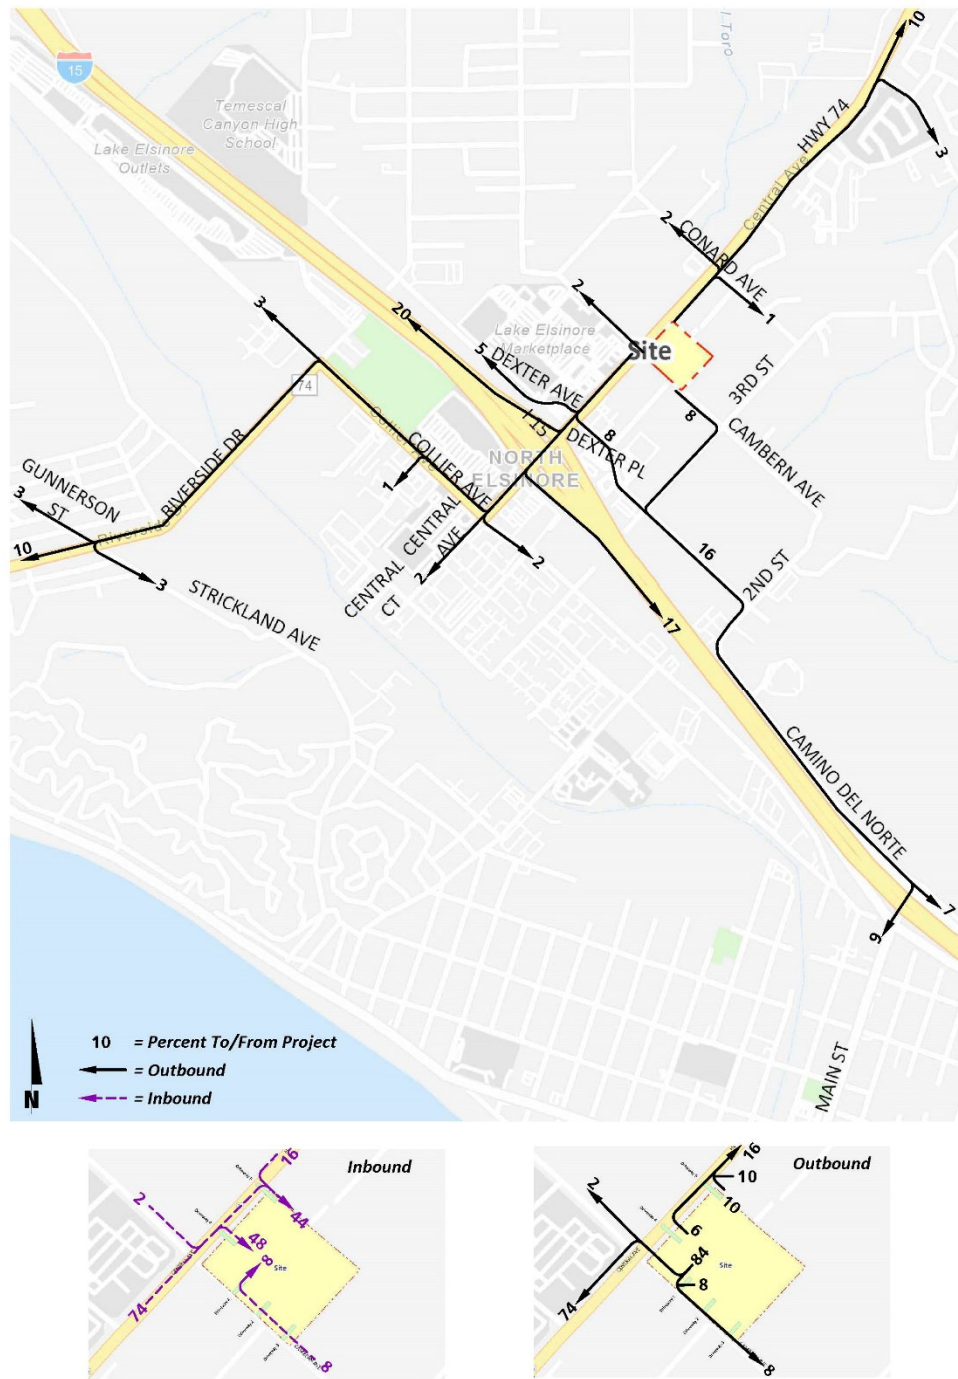 10
l Toro
15
Temescal
Canyon High
School
HWY 74
Lake Elsinore
Outlets
3
Central Ave
2
CONARD AVE
2
1
3
20
Lake Elsinore
Marketplace
Site
5
DEXTER AVE
3RD ST
74
8
I-15
8
DEXTER PL
CAMBERN AVE
COLLIER AVE
NORTH
ELSINORE
RIVERSIDE DR
Riverside
GUNNERSON
ST
3
1
CENTRAL
AVE
10
16
2
2ND ST
3
CENTRAL
CT
2
STRICKLAND AVE
17
CAMINO DEL NORTE
7
9
MAIN ST
10 = Percent To/From Project
= Outbound
= Inbound
N
Inbound
16
2
44
48
8
Site
74
8
Outbound
16
2
10
10
6
84
Site
8
74
8